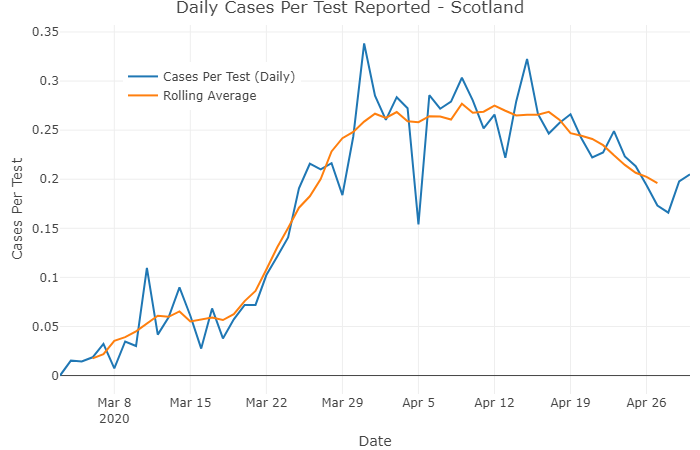 Daily Cases Per Test Reported - Scotland
0.35
0.3
0.25
0.2
0.15
0.1
0.05
0
Cases Per Test
Cases Per Test (Daily)
Rolling Average
Mar 8 Mar 15 Mar 22 Mar 29 Apr 5 Apr 12 Apr 19 Apr 26
2020
Date